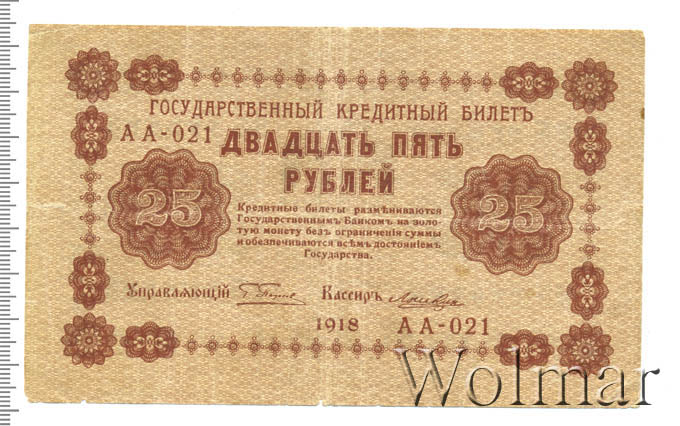 ГОСУДАРСТВЕННЫЙ КРЕДИТНЫЙ БИЛЕТЪ
АА-021 ДВАДЦАТЬ ПЯТЬ
РУБЛЕЙ
25
25
Кредитные билеты размѣниваются
Государственнымъ Банкомъ на золо-
тую монету безъ ограниченія суммы
и обезпечиваются всѣмъ достояніемъ
Государства.
Управляющій
Кассиръ
1918 АА-021
Wolmar